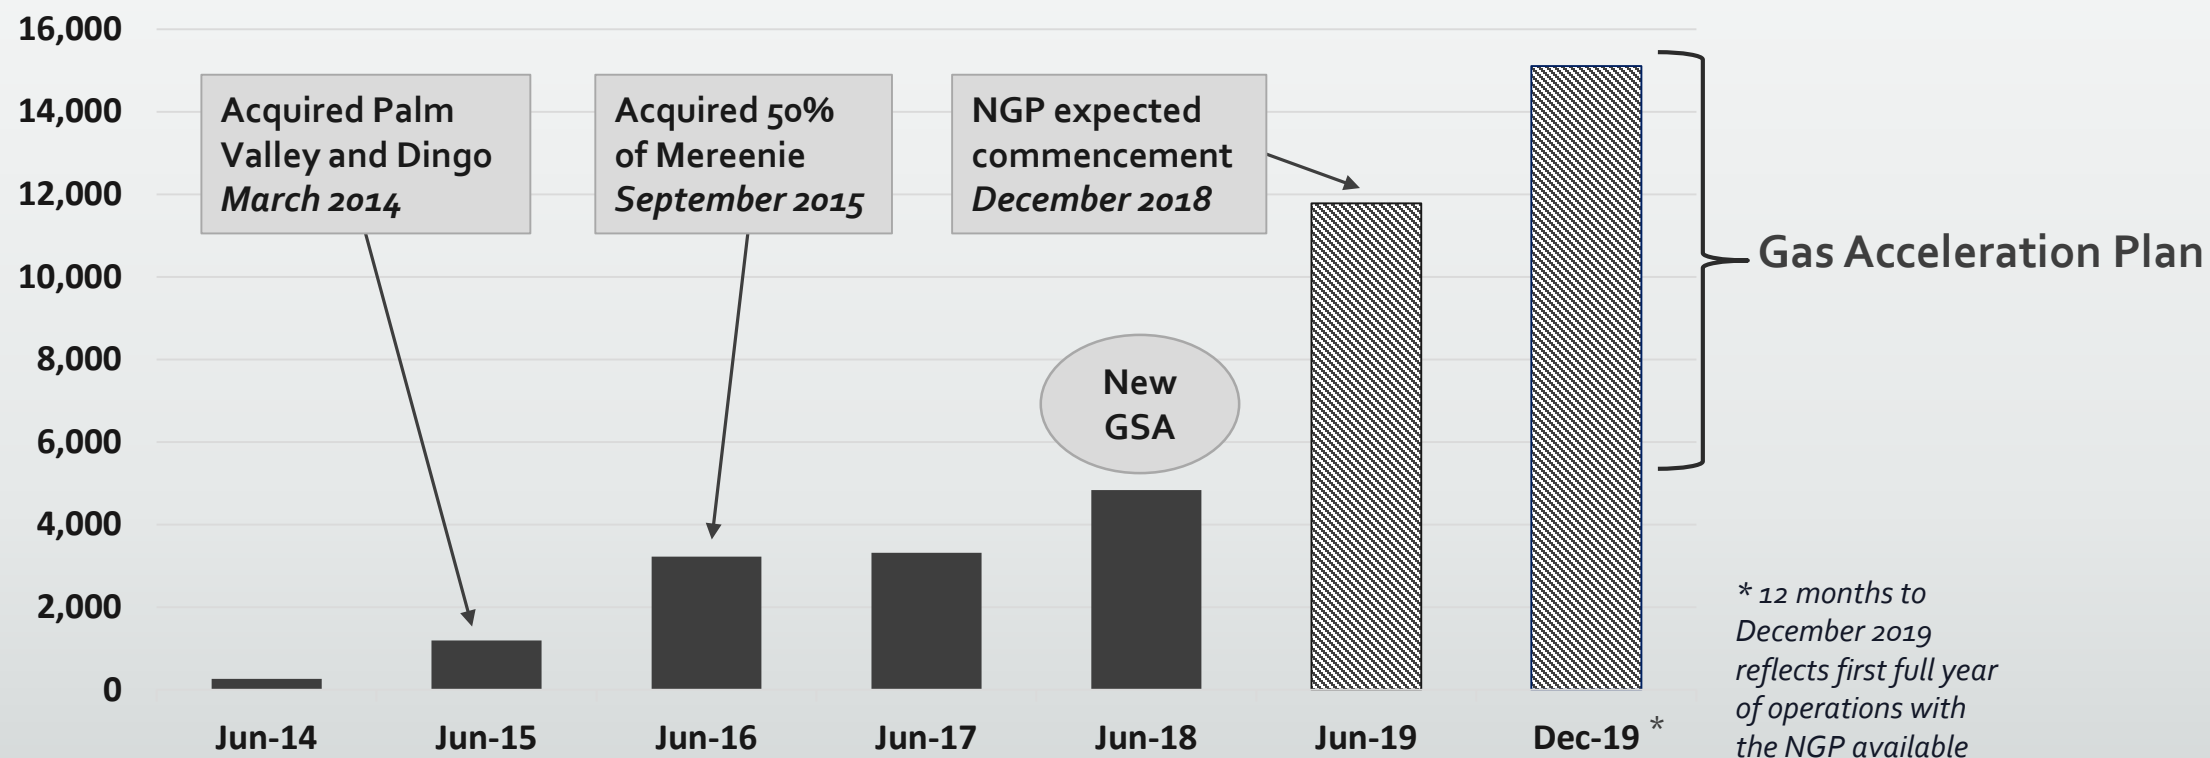 16,000
14,000
12,000
10,000
8,000
6,000
4,000
2,000
0
Acquired Palm
Valley and Dingo
March 2014
Acquired 50%
of Mereenie
September 2015
NGP expected
commencement
December 2018
New
GSA
Gas Acceleration Plan
Jun-14 Jun-15 Jun-16 Jun-17 Jun-18 Jun-19 Dec-19 *
* 12 months to
December 2019
reflects first full year
of operations with
the NGP available